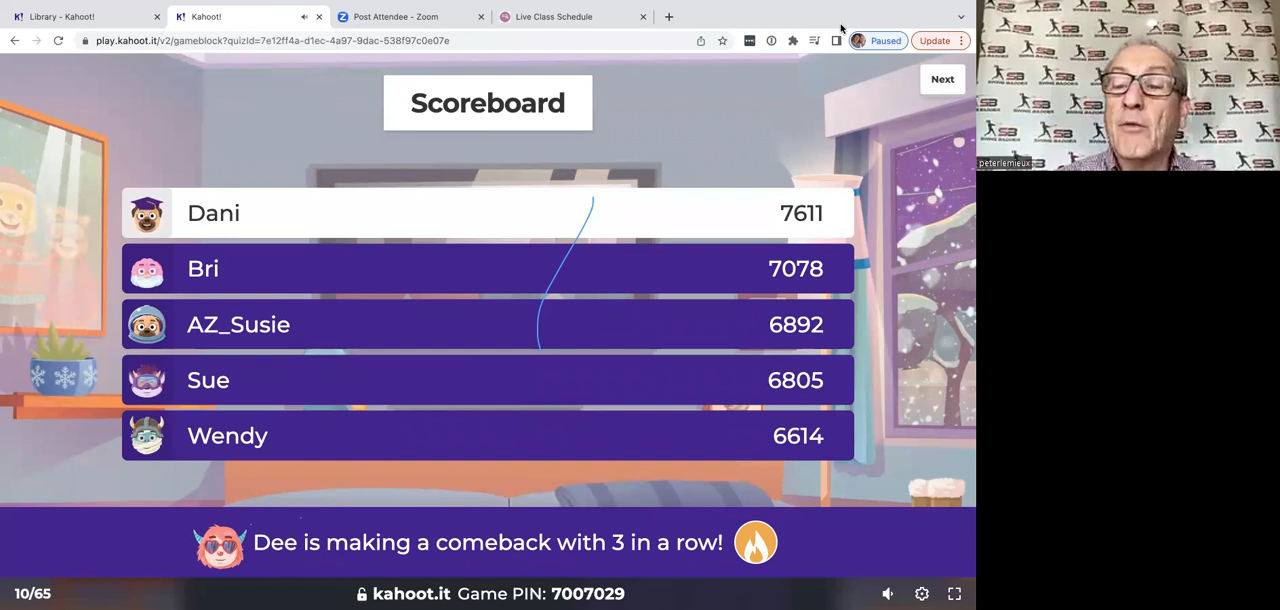 Library - Kahoot!
Kahoot!
Post Attendee - Zoom
Live Class Schedule
play.kahoot.it/v2/gameblock?quizId=7e12ff4a-d1ec-4a97-9dac-538f97c0e07e
Paused
Update
Scoreboard
Next
Dani 7611
Bri 7078
AZ_Susie 6892
Sue 6805
Wendy 6614
Dee is making a comeback with 3 in a row!
10/65
kahoot.it Game PIN: 7007029
peterlemieux